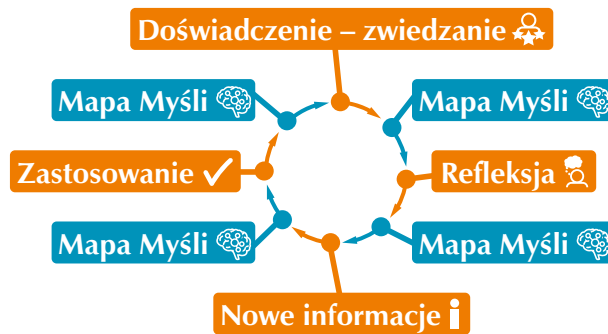 Doświadczenie – zwiedzanie
Mapa Myśli
Mapa Myśli
Zastosowanie
Refleksja
Mapa Myśli
Mapa Myśli
Nowe informacje